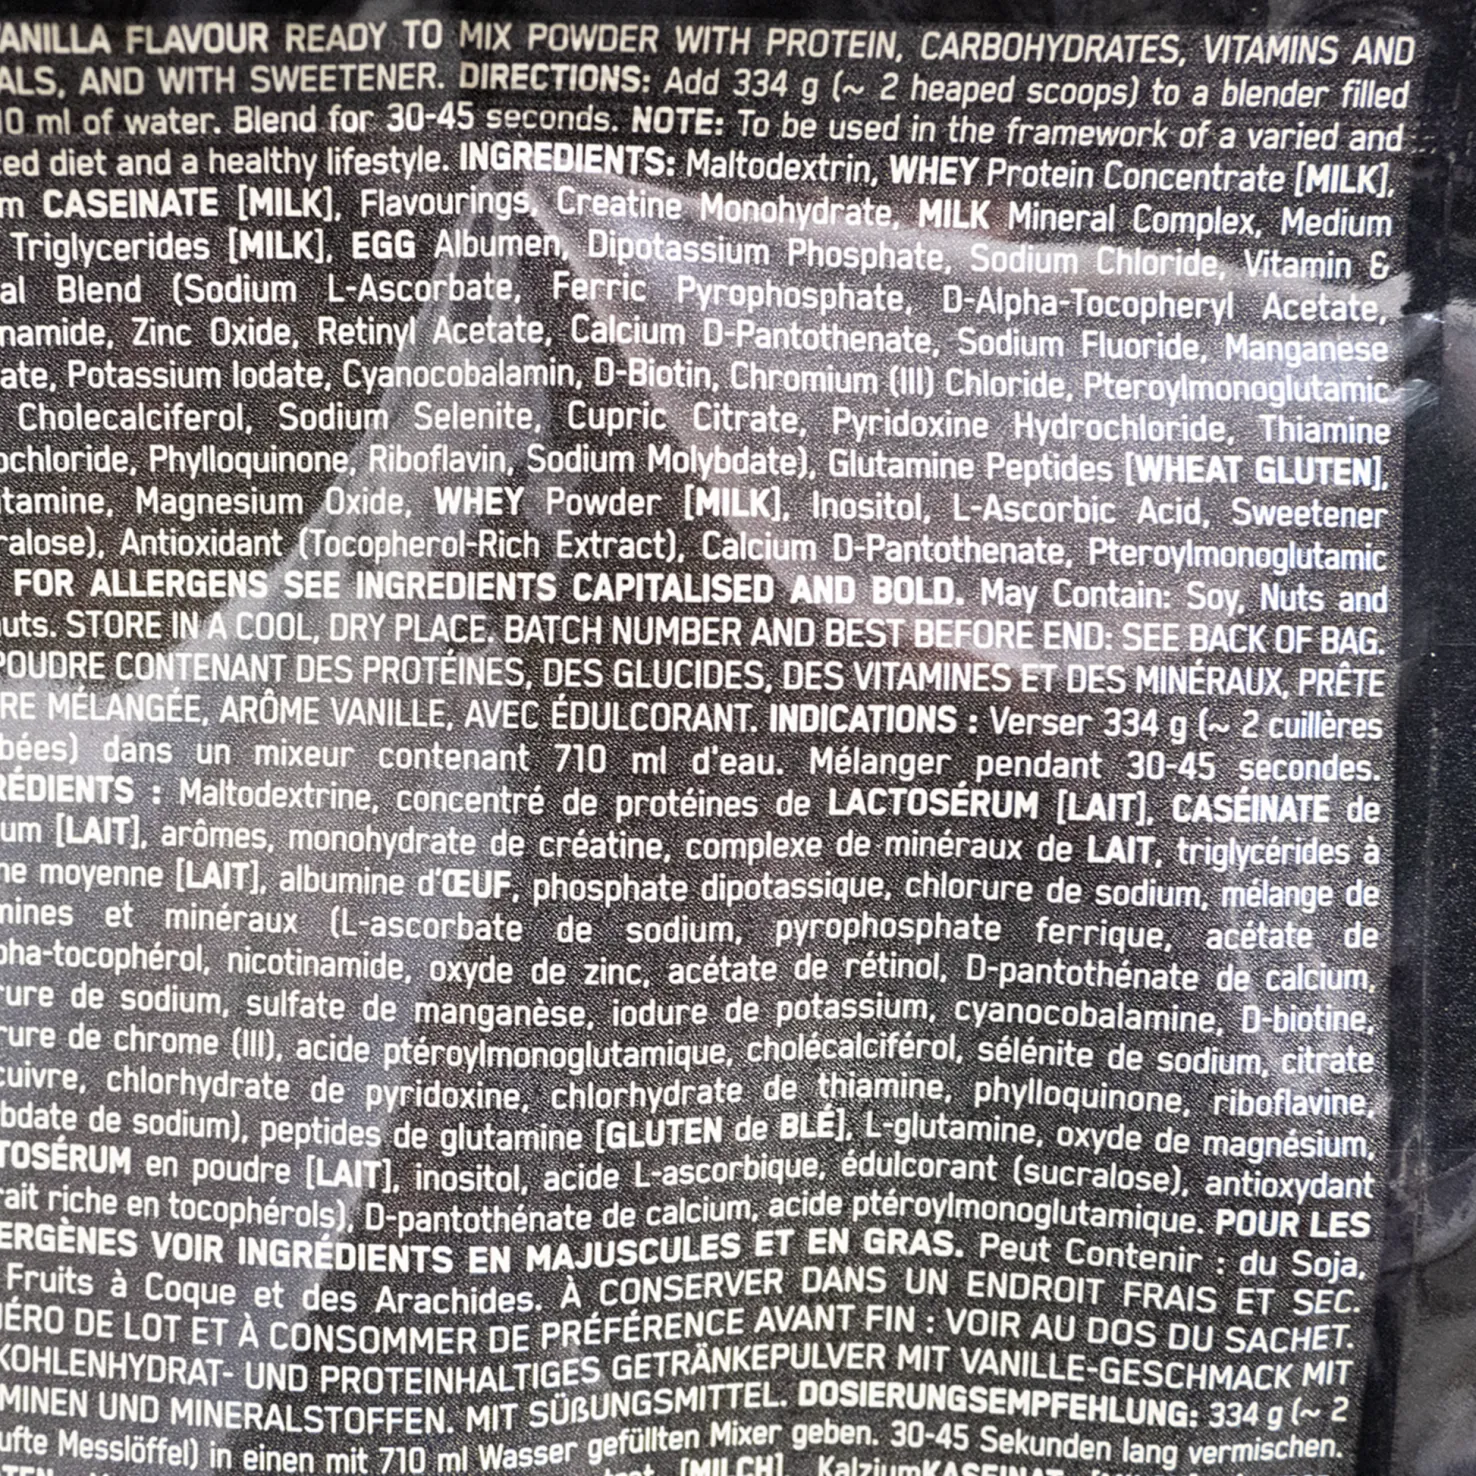 ANILLA FLAVOUR READY TO MIX POWDER WITH PROTEIN, CARBOHYDRATES, VITAMINS AND
ALS, AND WITH SWEETENER. DIRECTIONS: Add 334 g (~ 2 heaped scoops) to a blender filled
10 ml of water. Blend for 30-45 seconds. NOTE: To be used in the framework of a varied and
ed diet and a healthy lifestyle. INGREDIENTS: Maltodextrin, WHEY Protein Concentrate [MILK],
m CASEINATE [MILK], Flavourings, Creatine Monohydrate, MILK Mineral Complex, Medium
Triglycerides [MILK], EGG Albumen, Dipotassium Phosphate, Sodium Chloride, Vitamin &
al Blend (Sodium L-Ascorbate, Ferric Pyrophosphate, D-Alpha-Tocopheryl Acetate,
namide, Zinc Oxide, Retinyl Acetate, Calcium D-Pantothenate, Sodium Fluoride, Manganese
ate, Potassium Iodate, Cyanocobalamin, D-Biotin, Chromium (III) Chloride, Pteroylmonoglutamic
Cholecalciferol, Sodium Selenite, Cupric Citrate, Pyridoxine Hydrochloride, Thiamine
ochloride, Phylloquinone, Riboflavin, Sodium Molybdate), Glutamine Peptides [WHEAT GLUTEN],
tamine, Magnesium Oxide, WHEY Powder [MILK], Inositol, L-Ascorbic Acid, Sweetener
ralose), Antioxidant (Tocopherol-Rich Extract), Calcium D-Pantothenate, Pteroylmonoglutamic
FOR ALLERGENS SEE INGREDIENTS CAPITALISED AND BOLD. May Contain: Soy, Nuts and
uts. STORE IN A COOL, DRY PLACE. BATCH NUMBER AND BEST BEFORE END: SEE BACK OF BAG.
POUDRE CONTENANT DES PROTÉINES, DES GLUCIDES, DES VITAMINES ET DES MINÉRAUX, PRÊTE
RE MÉLANGÉE, ARÔME VANILLE, AVEC ÉDULCORANT. INDICATIONS : Verser 334 g (~ 2 cuillères
bées) dans un mixeur contenant 710 ml d'eau. Mélanger pendant 30-45 secondes.
RÉDIENTS : Maltodextrine, concentré de protéines de LACTOSÉRUM [LAIT], CASÉINATE de
um [LAIT], arômes, monohydrate de créatine, complexe de minéraux de LAIT, triglycérides à
ne moyenne [LAIT], albumine d'ŒUF, phosphate dipotassique, chlorure de sodium, mélange de
mines et minéraux (L-ascorbate de sodium, pyrophosphate ferrique, acétate de
pha-tocophérol, nicotinamide, oxyde de zinc, acétate de rétinol, D-pantothénate de calcium,
rure de sodium, sulfate de manganèse, iodure de potassium, cyanocobalamine, D-biotine,
rure de chrome (III), acide ptéroylmonoglutamique, cholécalciférol, sélénite de sodium, citrate
cuivre, chlorhydrate de pyridoxine, chlorhydrate de thiamine, phylloquinone, riboflavine,
bdate de sodium), peptides de glutamine [GLUTEN de BLÉ], L-glutamine, oxyde de magnésium,
TOSÉRUM en poudre [LAIT], inositol, acide L-ascorbique, édulcorant (sucralose), antioxydant
rait riche en tocophérols), D-pantothénate de calcium, acide ptéroylmonoglutamique. POUR LES
ERGÈNES VOIR INGRÉDIENTS EN MAJUSCULES ET EN GRAS. Peut Contenir : du Soja,
Fruits à Coque et des Arachides. À CONSERVER DANS UN ENDROIT FRAIS ET SEC.
ÉRO DE LOT ET À CONSOMMER DE PRÉFÉRENCE AVANT FIN : VOIR AU DOS DU SACHET.
KOHLENHYDRAT- UND PROTEINHALTIGES GETRÄNKEPULVER MIT VANILLE-GESCHMACK MIT
MINEN UND MINERALSTOFFEN. MIT SÜßUNGSMITTEL. DOSIERUNGSEMPFEHLUNG: 334 g (~ 2
ufte Messlöffel) in einen mit 710 ml Wasser gefüllten Mixer geben. 30-45 Sekunden lang vermischen.
[MILCH], KalziumKASEINAT